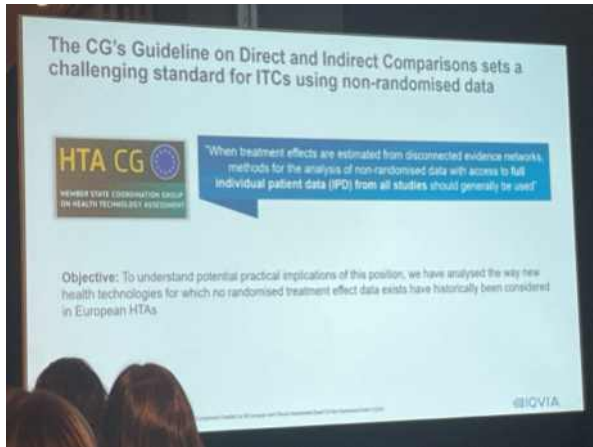 The CG's Guideline on Direct and Indirect Comparisons sets a
challenging standard for ITCs using non-randomised data
HTA CG
MEMBER STATE COORDINATION GROUP
ON HEALTH TECHNOLOGY ASSESSMENT
"When treatment effects are estimated from disconnected evidence networks,
methods for the analysis of non-randomised data with access to full
individual patient data (IPD) from all studies should generally be used"
Objective: To understand potential practical implications of this position, we have analysed the way new
health technologies for which no randomised treatment effect data exists have historically been considered
in European HTAs
IQVIA